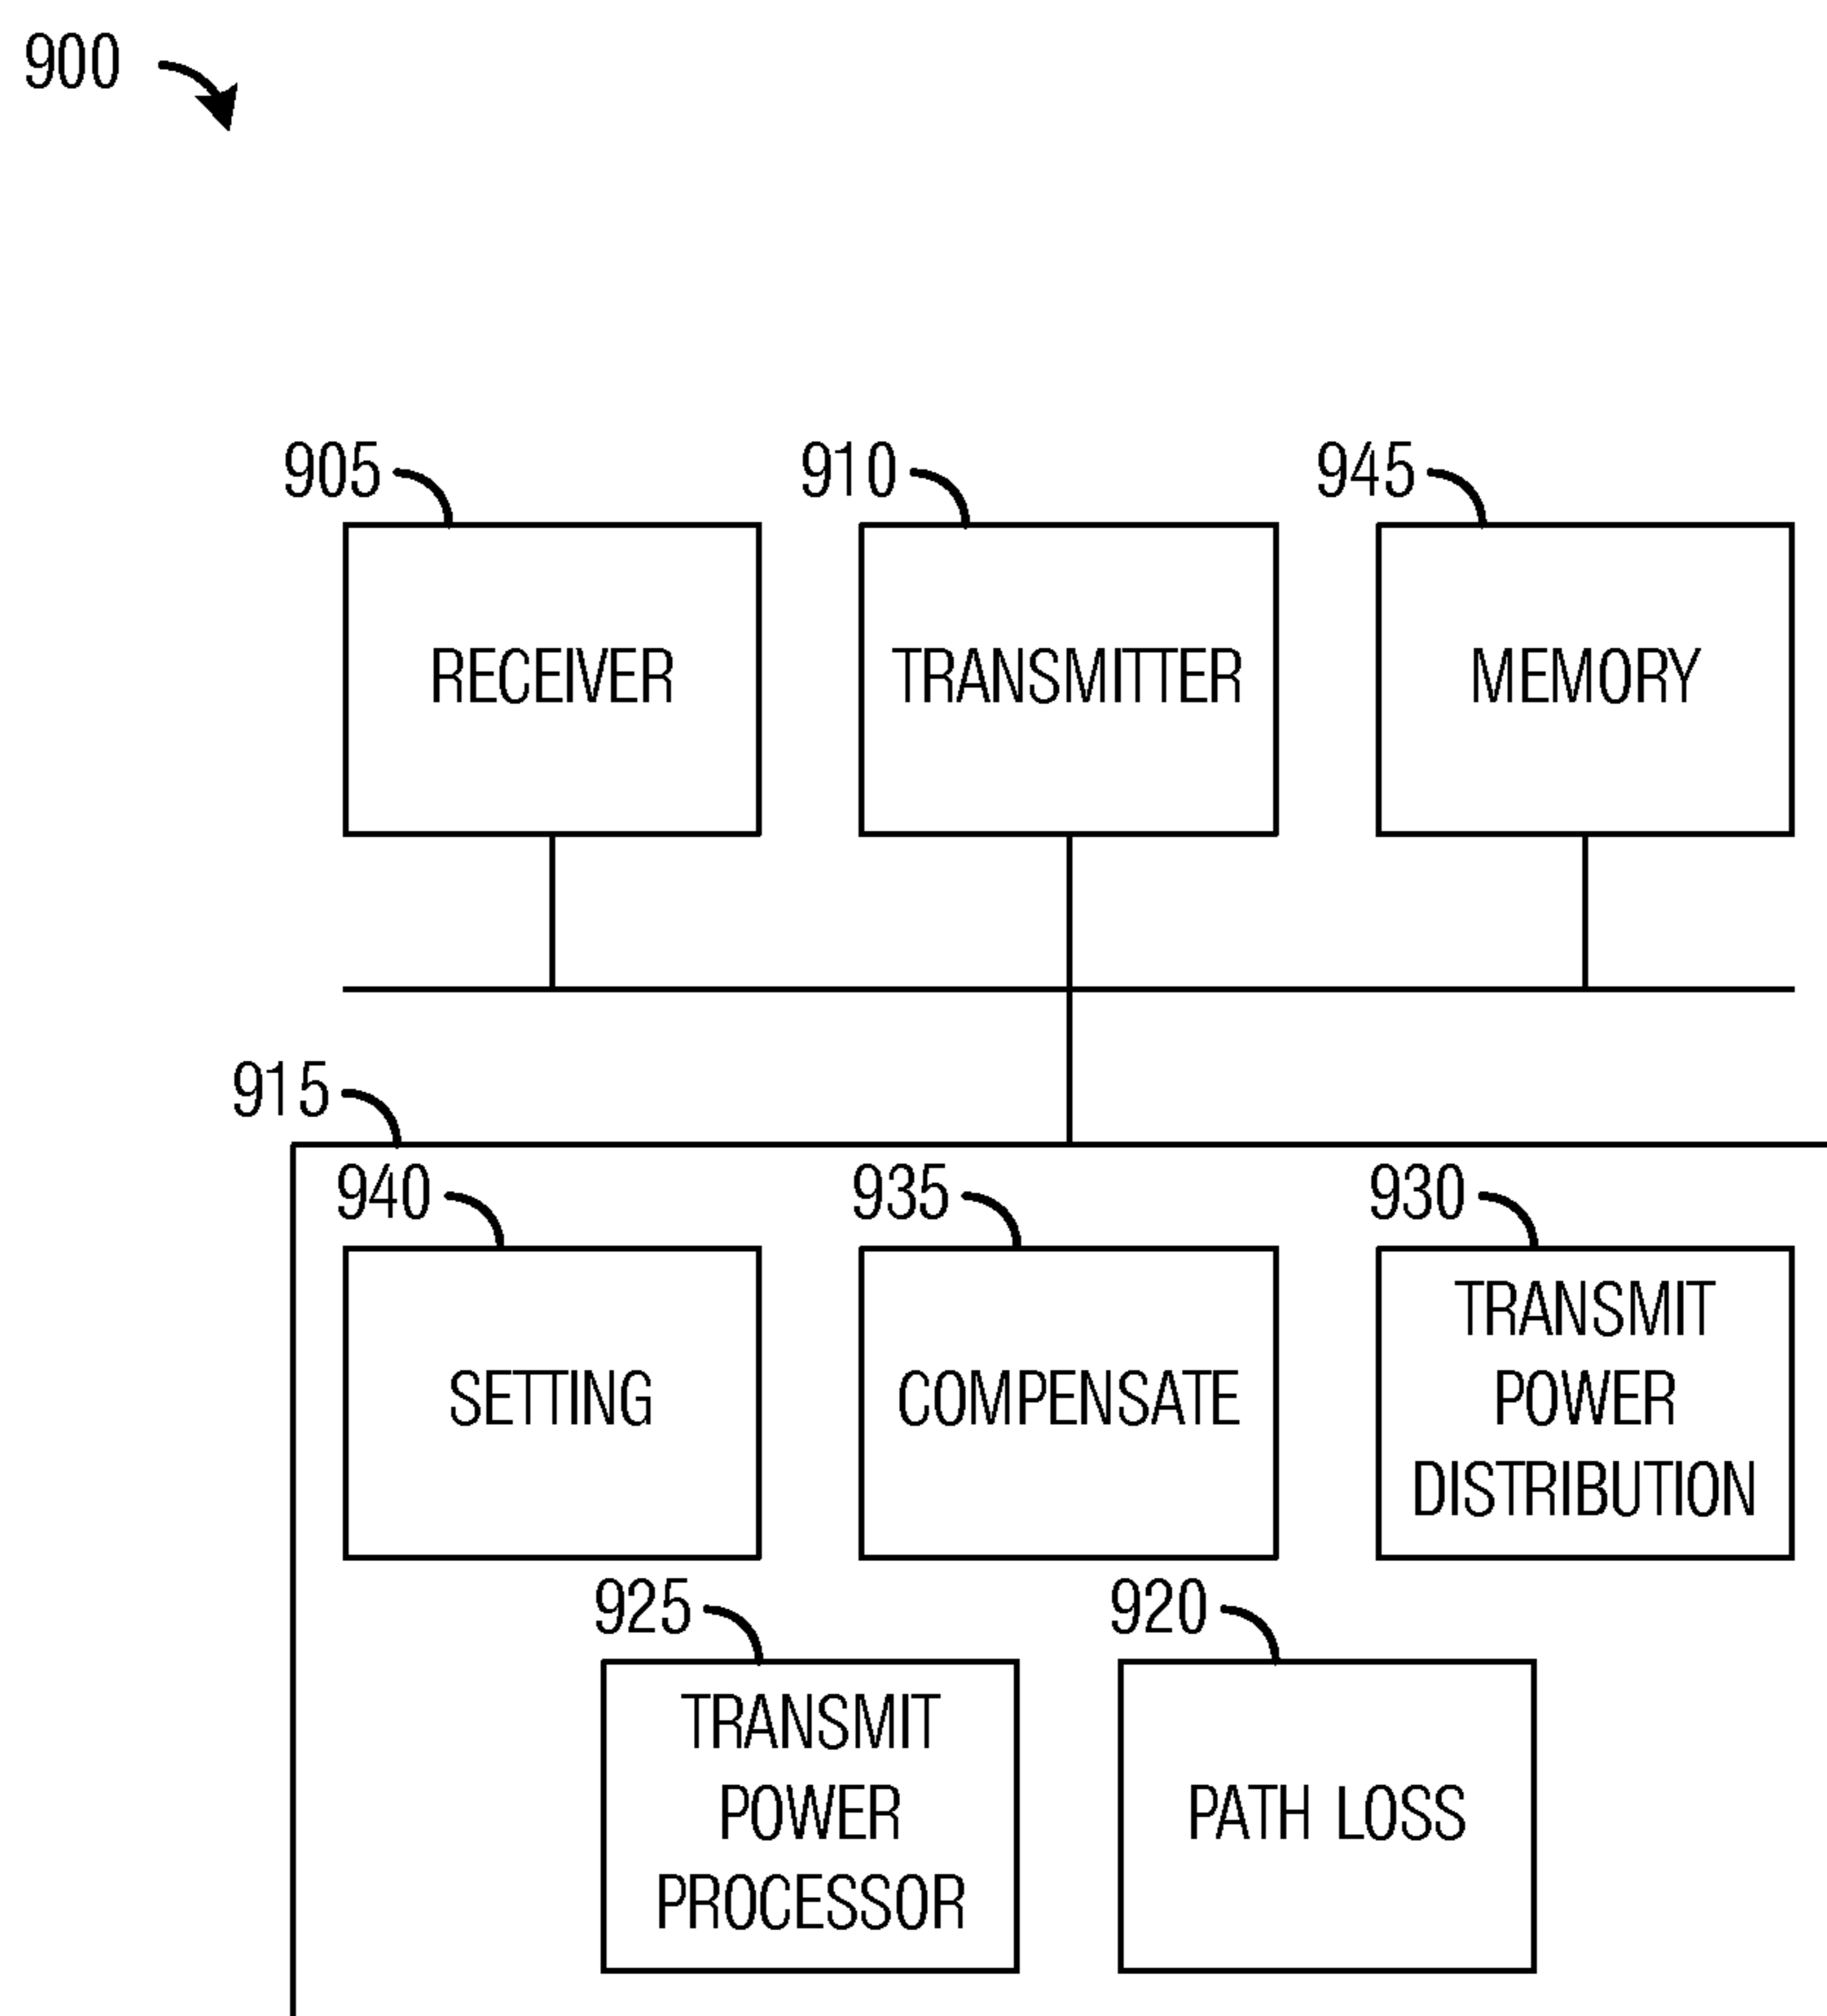 900
905
910
945
RECEIVER
TRANSMITTER
MEMORY
915
940
935
930
SETTING
COMPENSATE
TRANSMIT
POWER
DISTRIBUTION
925
920
TRANSMIT
POWER
PROCESSOR
PATH LOSS